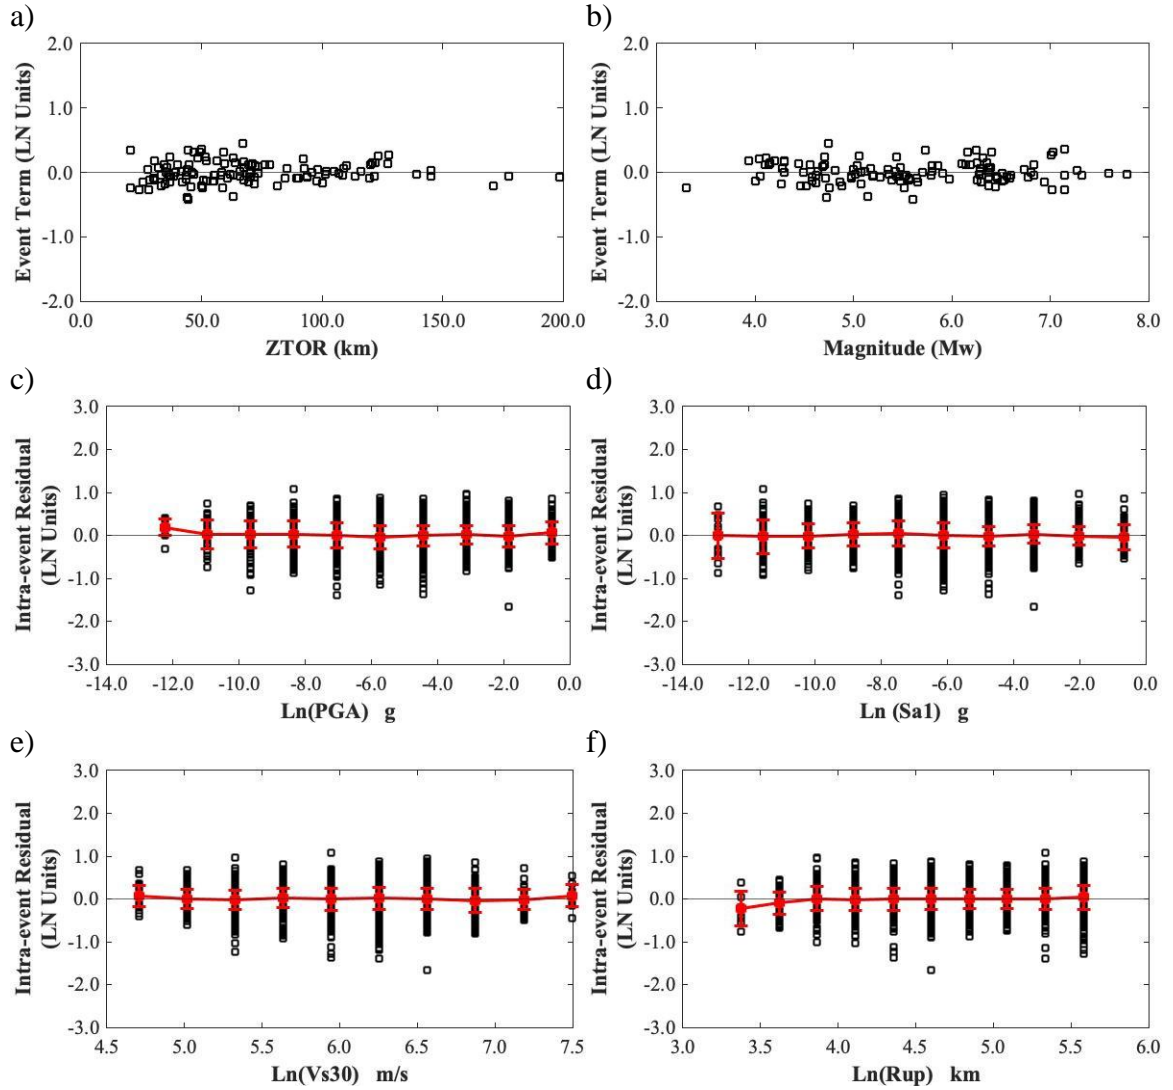 a)
2.0
1.0
0.0
-1.0
-2.0
Event Term (LN Units)
0.0 50.0 100.0 150.0 200.0
ZTOR (km)
b)
2.0
1.0
0.0
-1.0
-2.0
Event Term (LN Units)
3.0 4.0 5.0 6.0 7.0 8.0
Magnitude (Mw)
c)
3.0
2.0
1.0
0.0
-1.0
-2.0
-3.0
Intra-event Residual
(LN Units)
-14.0 -12.0 -10.0 -8.0 -6.0 -4.0 -2.0 0.0
Ln(PGA) g
d)
3.0
2.0
1.0
0.0
-1.0
-2.0
-3.0
Intra-event Residual
(LN Units)
-14.0 -12.0 -10.0 -8.0 -6.0 -4.0 -2.0 0.0
Ln (Sa1) g
e)
3.0
2.0
1.0
0.0
-1.0
-2.0
-3.0
Intra-event Residual
(LN Units)
4.5 5.0 5.5 6.0 6.5 7.0 7.5
Ln(Vs30) m/s
f)
3.0
2.0
1.0
0.0
-1.0
-2.0
-3.0
Intra-event Residual
(LN Units)
3.0 3.5 4.0 4.5 5.0 5.5 6.0
Ln(Rup) km